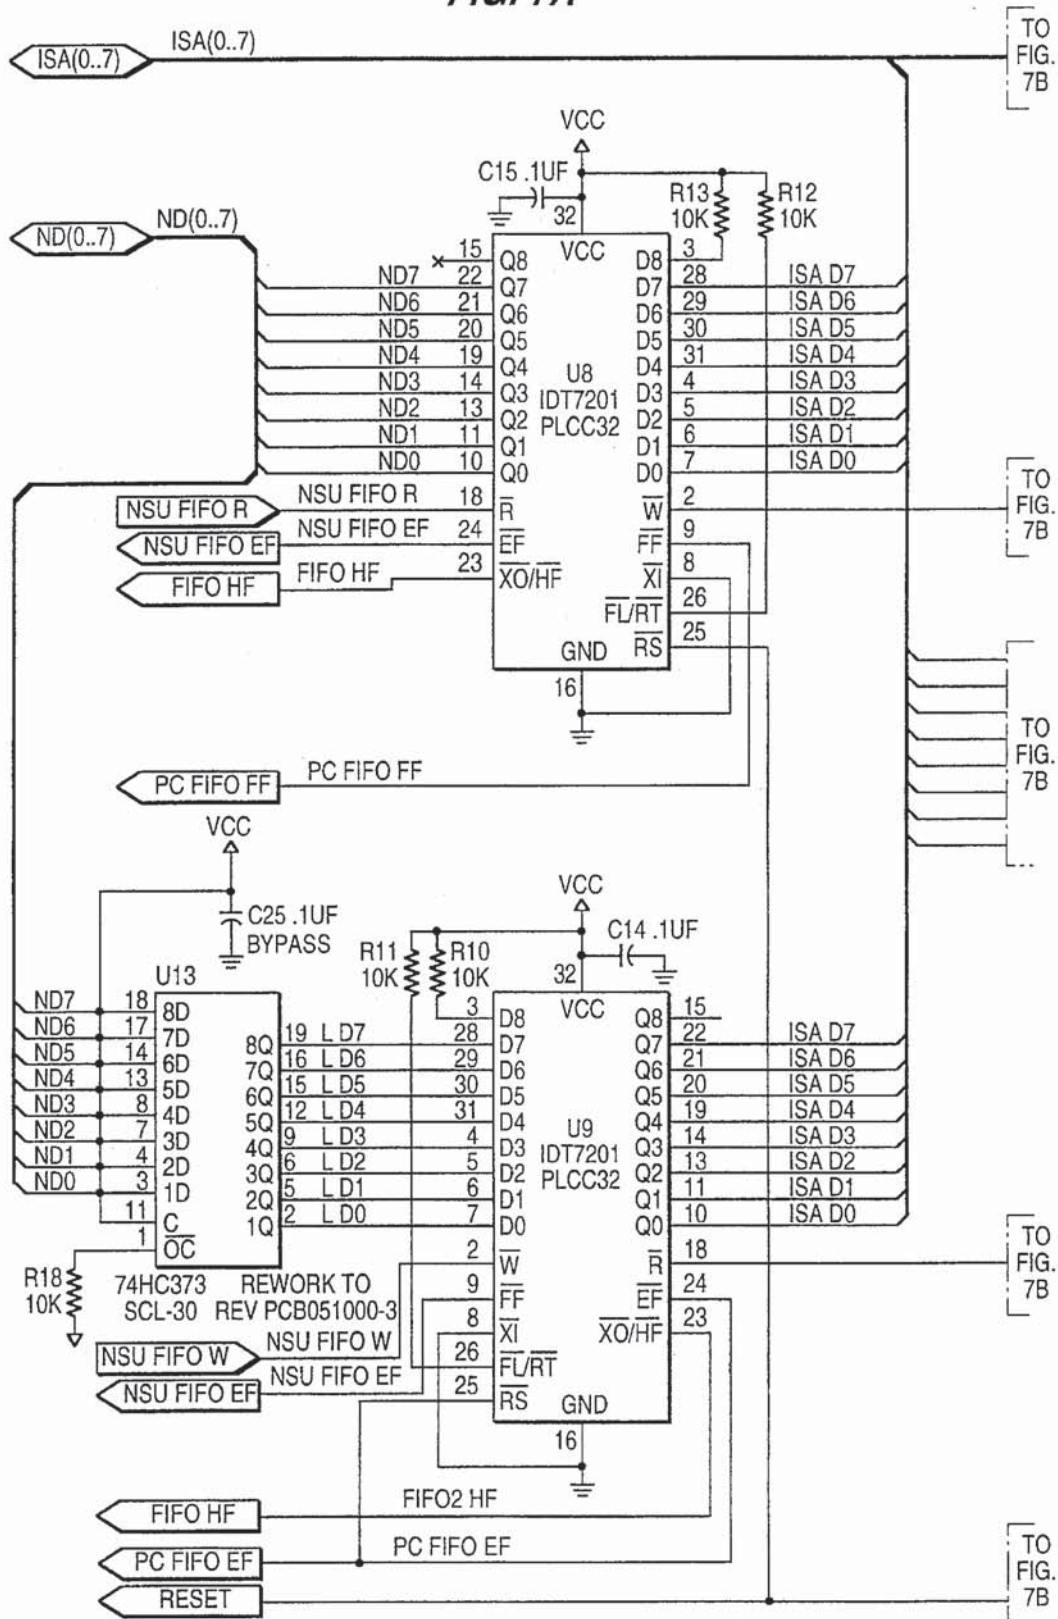 ISA(0..7) ISA(0..7) TO
FIG.
7B
VCC
C15 .1UF
R13 R12
10K 10K
32
ND(0..7) ND(0..7)
15 Q8 VCC D8 3
ND7 22 Q7 D7 28 ISA D7
ND6 21 Q6 D6 29 ISA D6
ND5 20 Q5 D5 30 ISA D5
ND4 19 Q4 D4 31 ISA D4
ND3 14 Q3 D3 4 ISA D3
ND2 13 Q2 D2 5 ISA D2
ND1 11 Q1 D1 6 ISA D1
ND0 10 Q0 D0 7 ISA D0
U8
IDT7201
PLCC32
NSU FIFO R NSU FIFO R 18 R W 2
TO
FIG.
7B
NSU FIFO EF NSU FIFO EF 24 EF FF 9
FIFO HF FIFO HF 23 XO/HF XI 8
FL/RT 26
RS 25
GND
16
TO
FIG.
7B
PC FIFO FF PC FIFO FF
VCC
C25 .1UF
BYPASS
VCC
C14 .1UF
R11 R10
10K 10K
32
U13
ND7 18 8D
ND6 17 7D
ND5 14 6D
ND4 13 5D
ND3 8 4D
ND2 7 3D
ND1 4 2D
ND0 3 1D
11 C
1 OC
8Q 19 L D7
7Q 16 L D6
6Q 15 L D5
5Q 12 L D4
4Q 9 L D3
3Q 6 L D2
2Q 5 L D1
1Q 2 L D0
R18
10K
74HC373
SCL-30
REWORK TO
REV PCB051000-3
3 D8 VCC Q8 15
28 D7 Q7 22 ISA D7
29 D6 Q6 21 ISA D6
30 D5 Q5 20 ISA D5
31 D4 Q4 19 ISA D4
4 D3 Q3 14 ISA D3
5 D2 Q2 13 ISA D2
6 D1 Q1 11 ISA D1
7 D0 Q0 10 ISA D0
U9
IDT7201
PLCC32
2 W R 18
9 FF EF 24
8 XI XO/HF 23
26 FL/RT
25 RS
GND
16
TO
FIG.
7B
NSU FIFO W NSU FIFO W
NSU FIFO EF NSU FIFO EF
FIFO HF FIFO2 HF
PC FIFO EF PC FIFO EF
RESET
TO
FIG.
7B